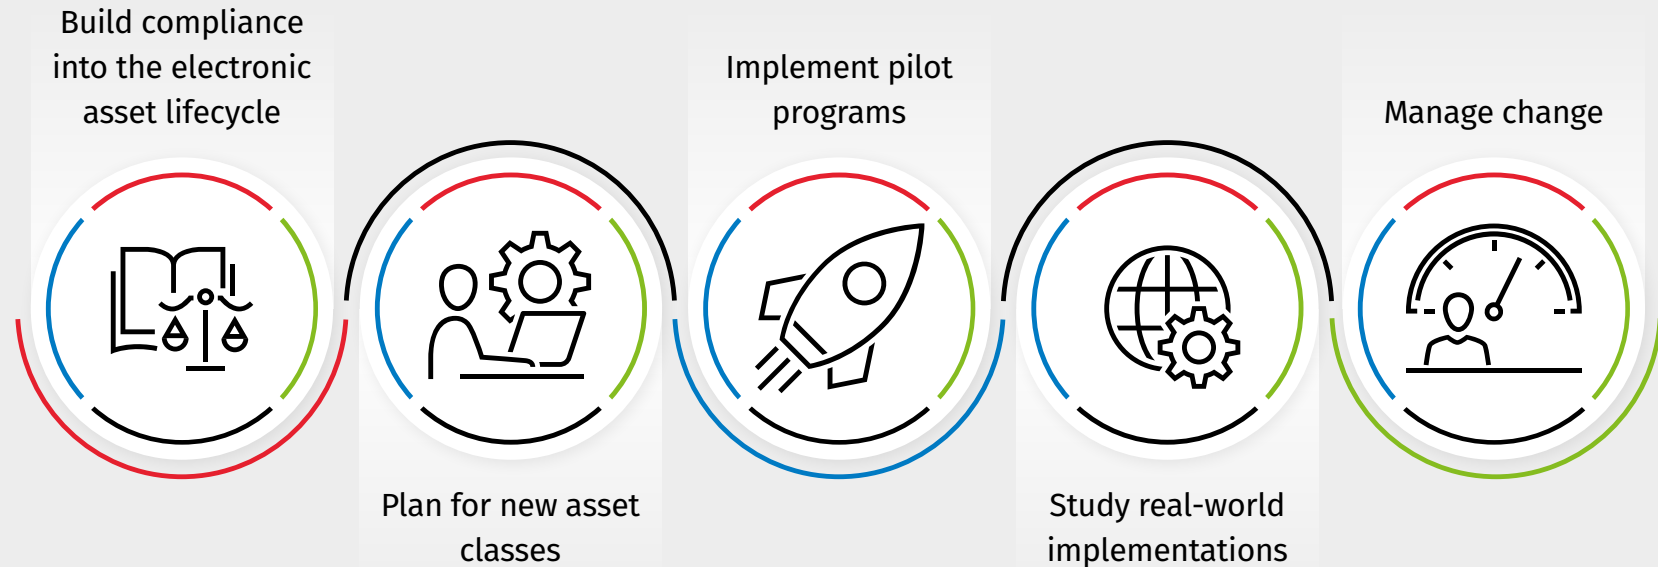 Build compliance
into the electronic
asset lifecycle
Plan for new asset
classes
Implement pilot
programs
Study real-world
implementations
Manage change